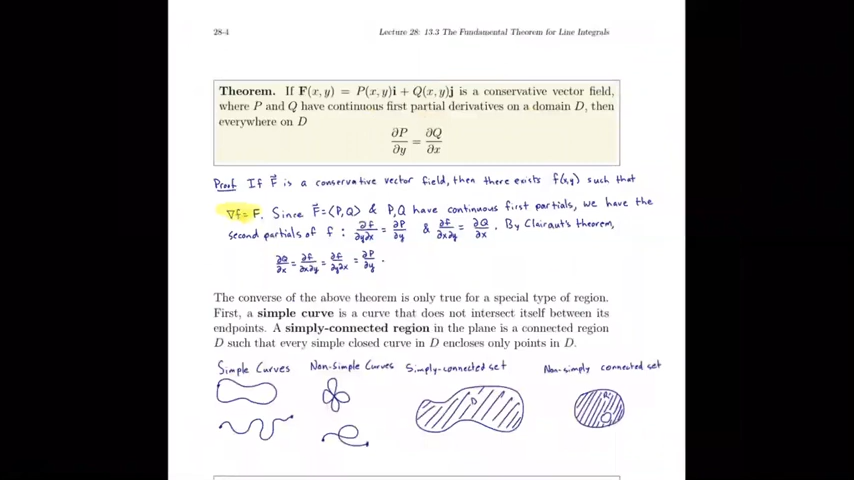 28-4 Lecture 28: 13.3 The Fundamental Theorem for Line Integrals
Theorem. If F(x, y) = P(x, y)i + Q(x, y)j is a conservative vector field,
where P and Q have continuous first partial derivatives on a domain D, then
everywhere on D
∂P/∂y = ∂Q/∂x
Proof If F⃗ is a conservative vector field, then there exists f(x,y) such that
∇f = F. Since F⃗ = ⟨P,Q⟩ & P,Q have continuous first partials, we have the
second partials of f : ∂f/∂y∂x = ∂P/∂y & ∂f/∂x∂y = ∂Q/∂x . By Clairaut's theorem,
∂Q/∂x = ∂f/∂x∂y = ∂f/∂y∂x = ∂P/∂y .
The converse of the above theorem is only true for a special type of region.
First, a simple curve is a curve that does not intersect itself between its
endpoints. A simply-connected region in the plane is a connected region
D such that every simple closed curve in D encloses only points in D.
Simple Curves Non-Simple Curves Simply-connected set Non-simply connected set
D